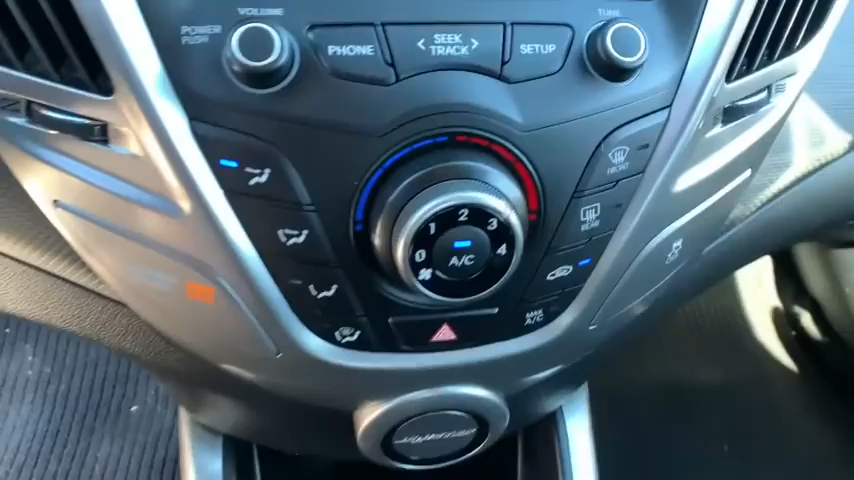 POWER
PUSH
VOLUME
PHONE
SEEK
TRACK
SETUP
TUNE
FRONT
REAR
0 1 2 3 4
A/C
MAX
A/C